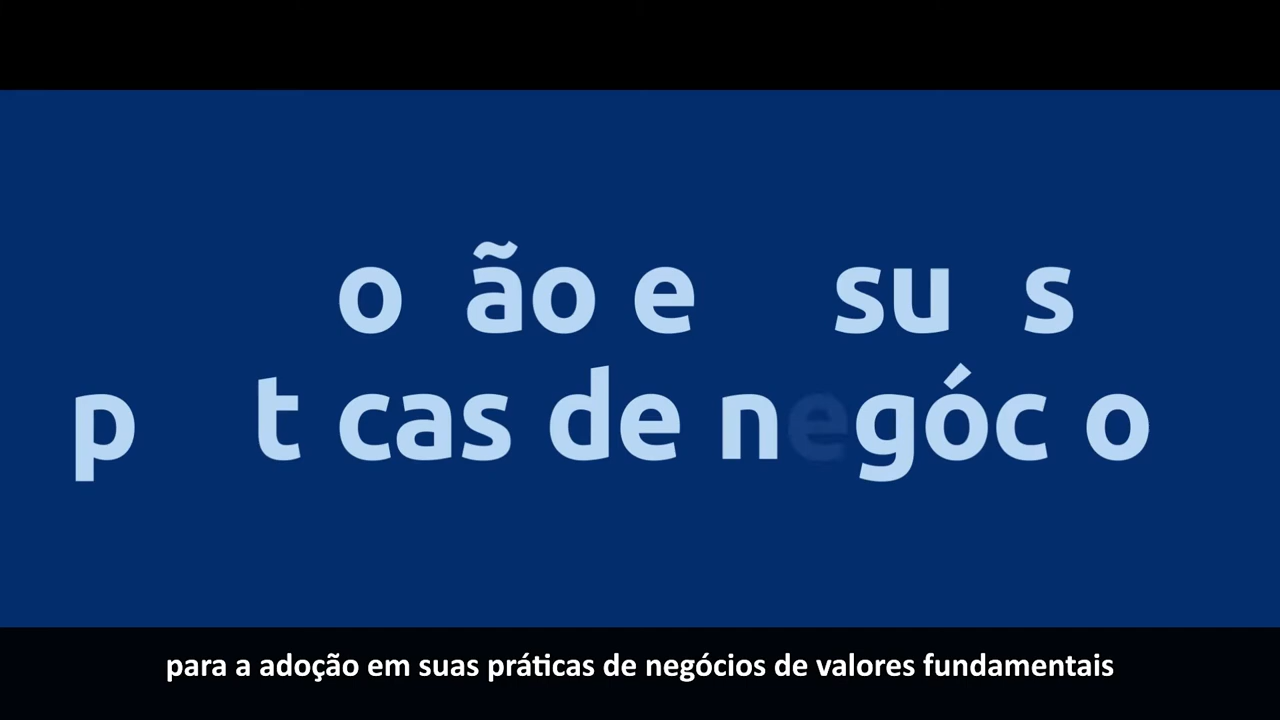 o ão e su s
p t cas de negóc o
para a adoção em suas práticas de negócios de valores fundamentais